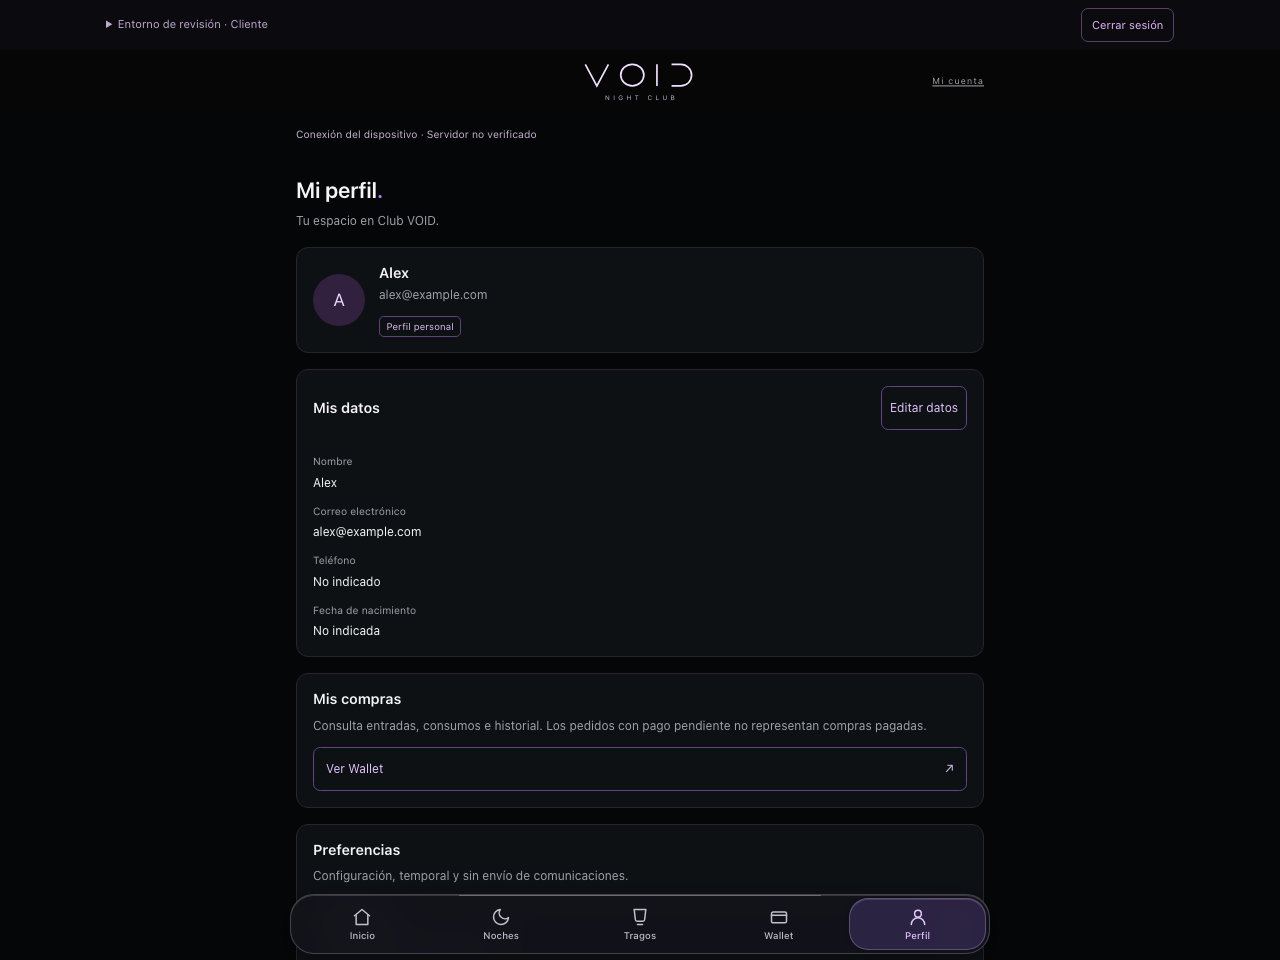 ▶ Entorno de revisión · Cliente
Cerrar sesión
VOID
NIGHT CLUB
Mi cuenta
Conexión del dispositivo · Servidor no verificado
Mi perfil.
Tu espacio en Club VOID.
A
Alex
alex@example.com
Perfil personal
Mis datos
Editar datos
Nombre
Alex
Correo electrónico
alex@example.com
Teléfono
No indicado
Fecha de nacimiento
No indicada
Mis compras
Consulta entradas, consumos e historial. Los pedidos con pago pendiente no representan compras pagadas.
Ver Wallet ↗
Preferencias
Configuración, temporal y sin envío de comunicaciones.
Inicio
Noches
Tragos
Wallet
Perfil